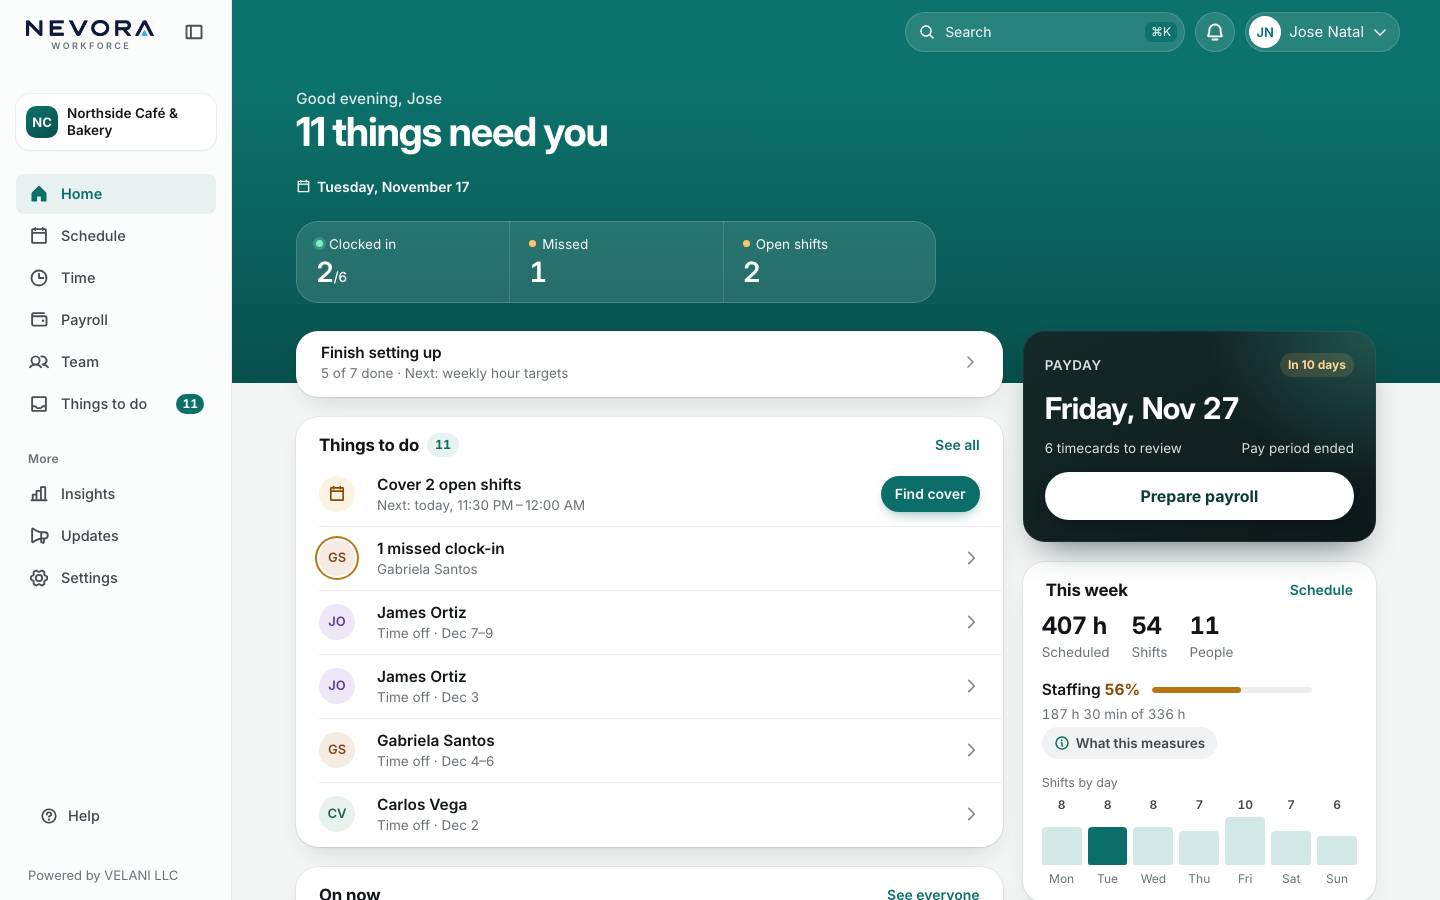 NEVORA
WORKFORCE
Search
⌘K
JN
Jose Natal
NC
Northside Café &
Bakery
Home
Schedule
Time
Payroll
Team
Things to do
11
More
Insights
Updates
Settings
Help
Powered by VELANI LLC
Good evening, Jose
11 things need you
Tuesday, November 17
Clocked in
2/6
Missed
1
Open shifts
2
Finish setting up
5 of 7 done · Next: weekly hour targets
Things to do
11
See all
Cover 2 open shifts
Next: today, 11:30 PM – 12:00 AM
Find cover
GS
1 missed clock-in
Gabriela Santos
JO
James Ortiz
Time off · Dec 7–9
JO
James Ortiz
Time off · Dec 3
GS
Gabriela Santos
Time off · Dec 4–6
CV
Carlos Vega
Time off · Dec 2
On now
See everyone
PAYDAY
In 10 days
Friday, Nov 27
6 timecards to review
Pay period ended
Prepare payroll
This week
Schedule
407 h
Scheduled
54
Shifts
11
People
Staffing 56%
187 h 30 min of 336 h
What this measures
Shifts by day
8 8 8 7 10 7 6
Mon Tue Wed Thu Fri Sat Sun